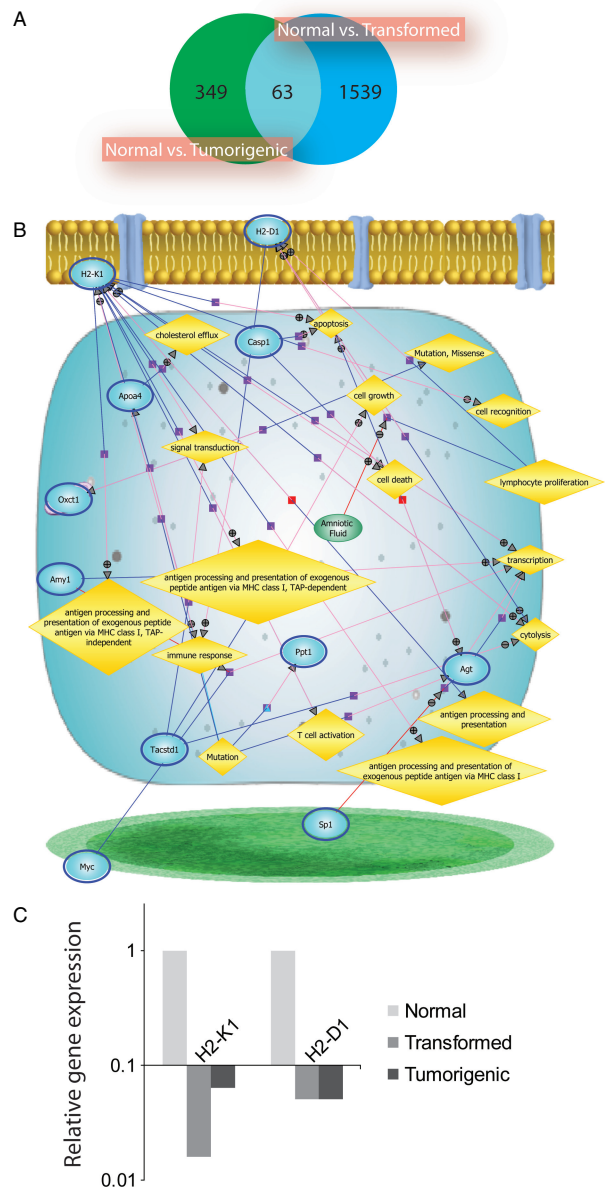 A
Normal vs. Transformed
349
63
1539
Normal vs. Tumorigenic
B
H2-D1
H2-K1
cholesterol efflux
Casp1
apoptosis
Mutation, Missense
Apoa4
cell growth
cell recognition
signal transduction
Oxct1
cell death
lymphocyte proliferation
Amniotic
Fluid
transcription
Amy1
antigen processing and presentation of exogenous
peptide antigen via MHC class I, TAP-dependent
antigen processing and
presentation of exogenous peptide
antigen via MHC class I, TAP-
independent
cytolysis
immune response
Ppt1
Agt
antigen processing and
presentation
T cell activation
Tacstd1
Mutation
antigen processing and presentation of
exogenous peptide antigen via MHC class I
Sp1
Myc
C
Relative gene expression
1
0.1
0.01
H2-K1
H2-D1
Normal
Transformed
Tumorigenic